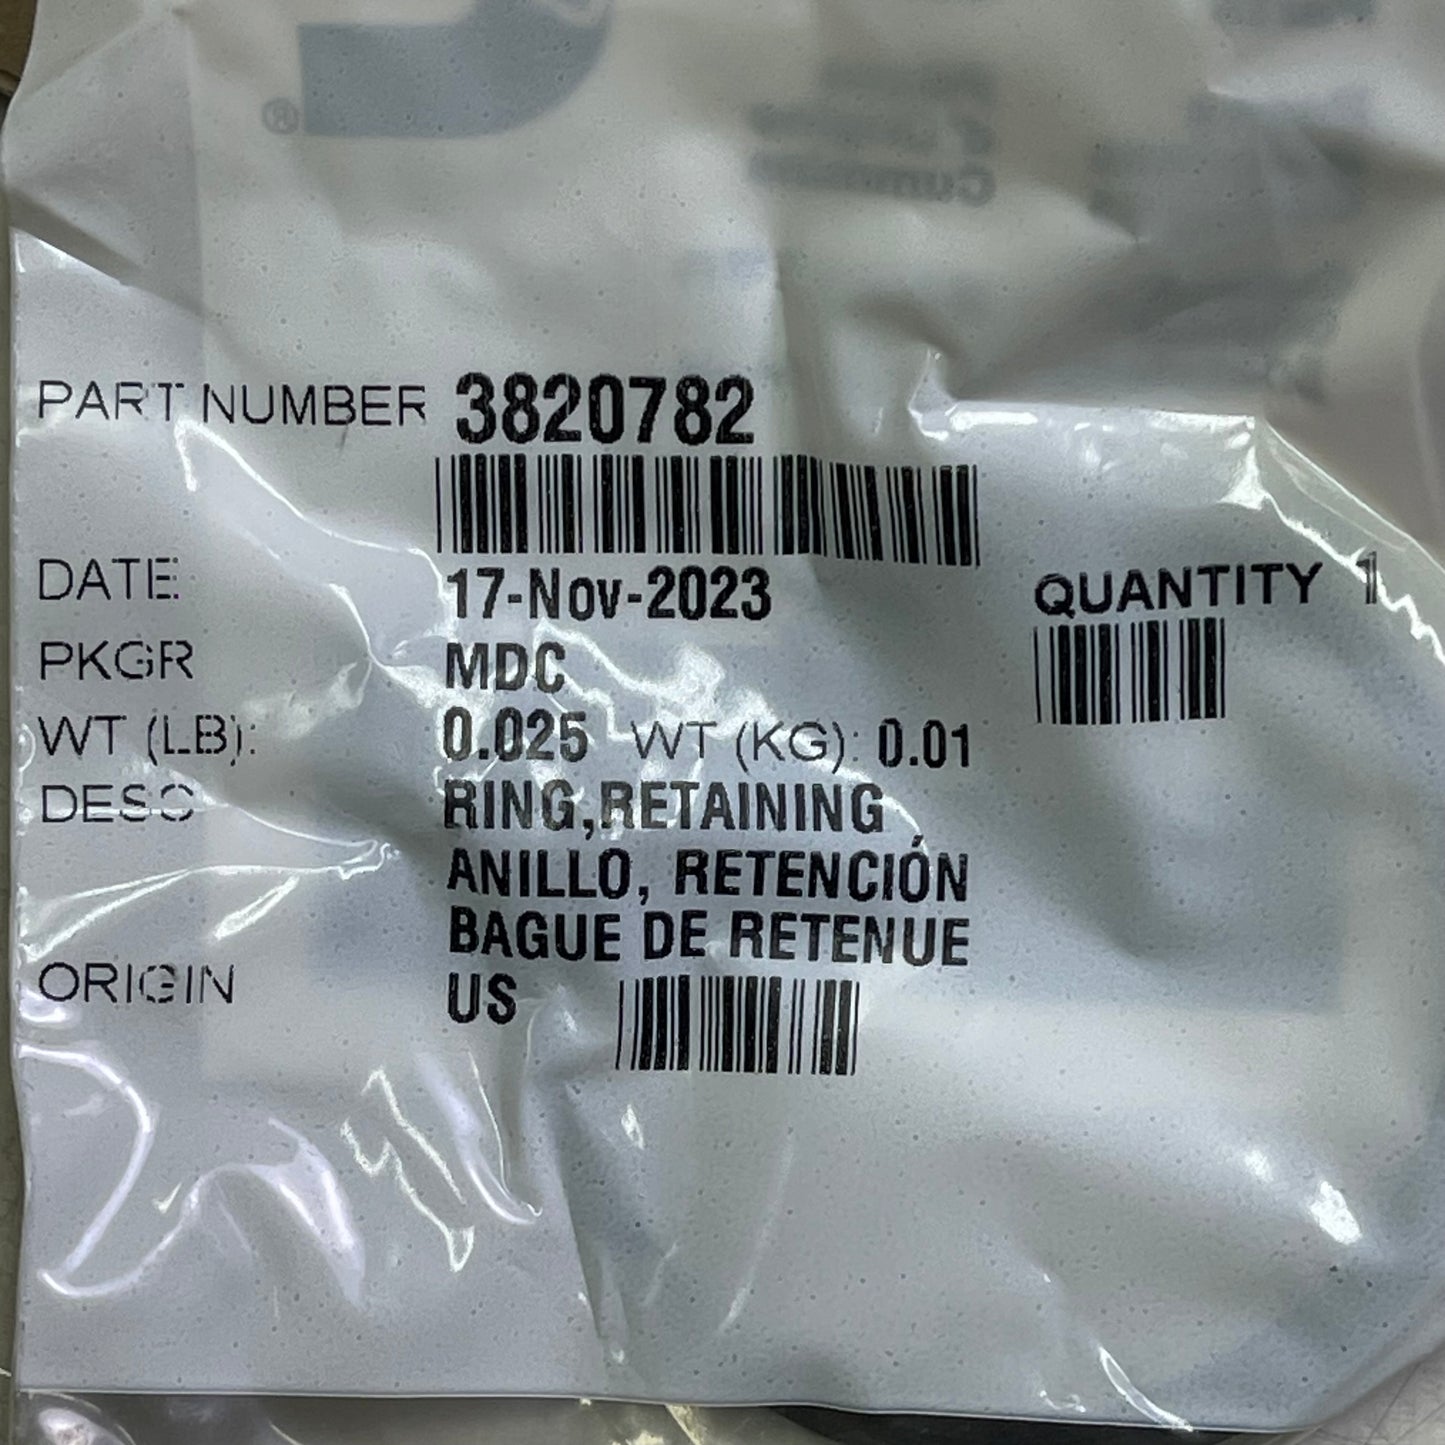 ®
Cummins
PART NUMBER 3820782
DATE: 17-Nov-2023
QUANTITY 1
PKGR MDC
WT (LB): 0.025 WT (KG): 0.01
DESC RING,RETAINING
ANILLO, RETENCIÓN
BAGUE DE RETENUE
ORIGIN US